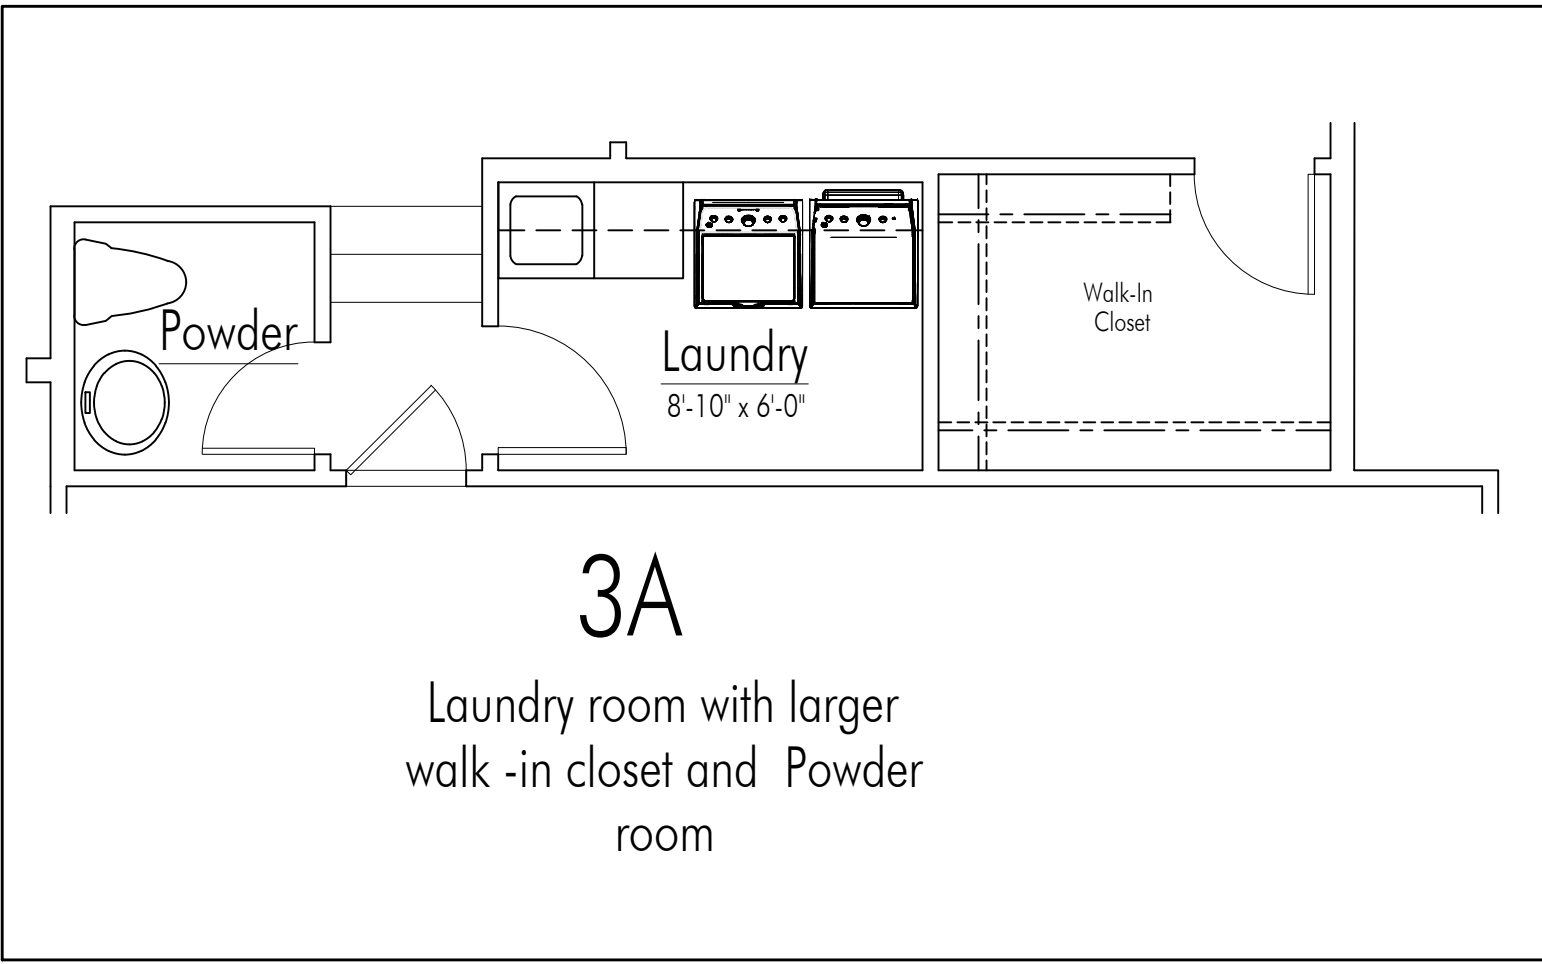 Powder
Laundry
8'-10" x 6'-0"
Walk-In
Closet
3A
Laundry room with larger
walk -in closet and  Powder
room